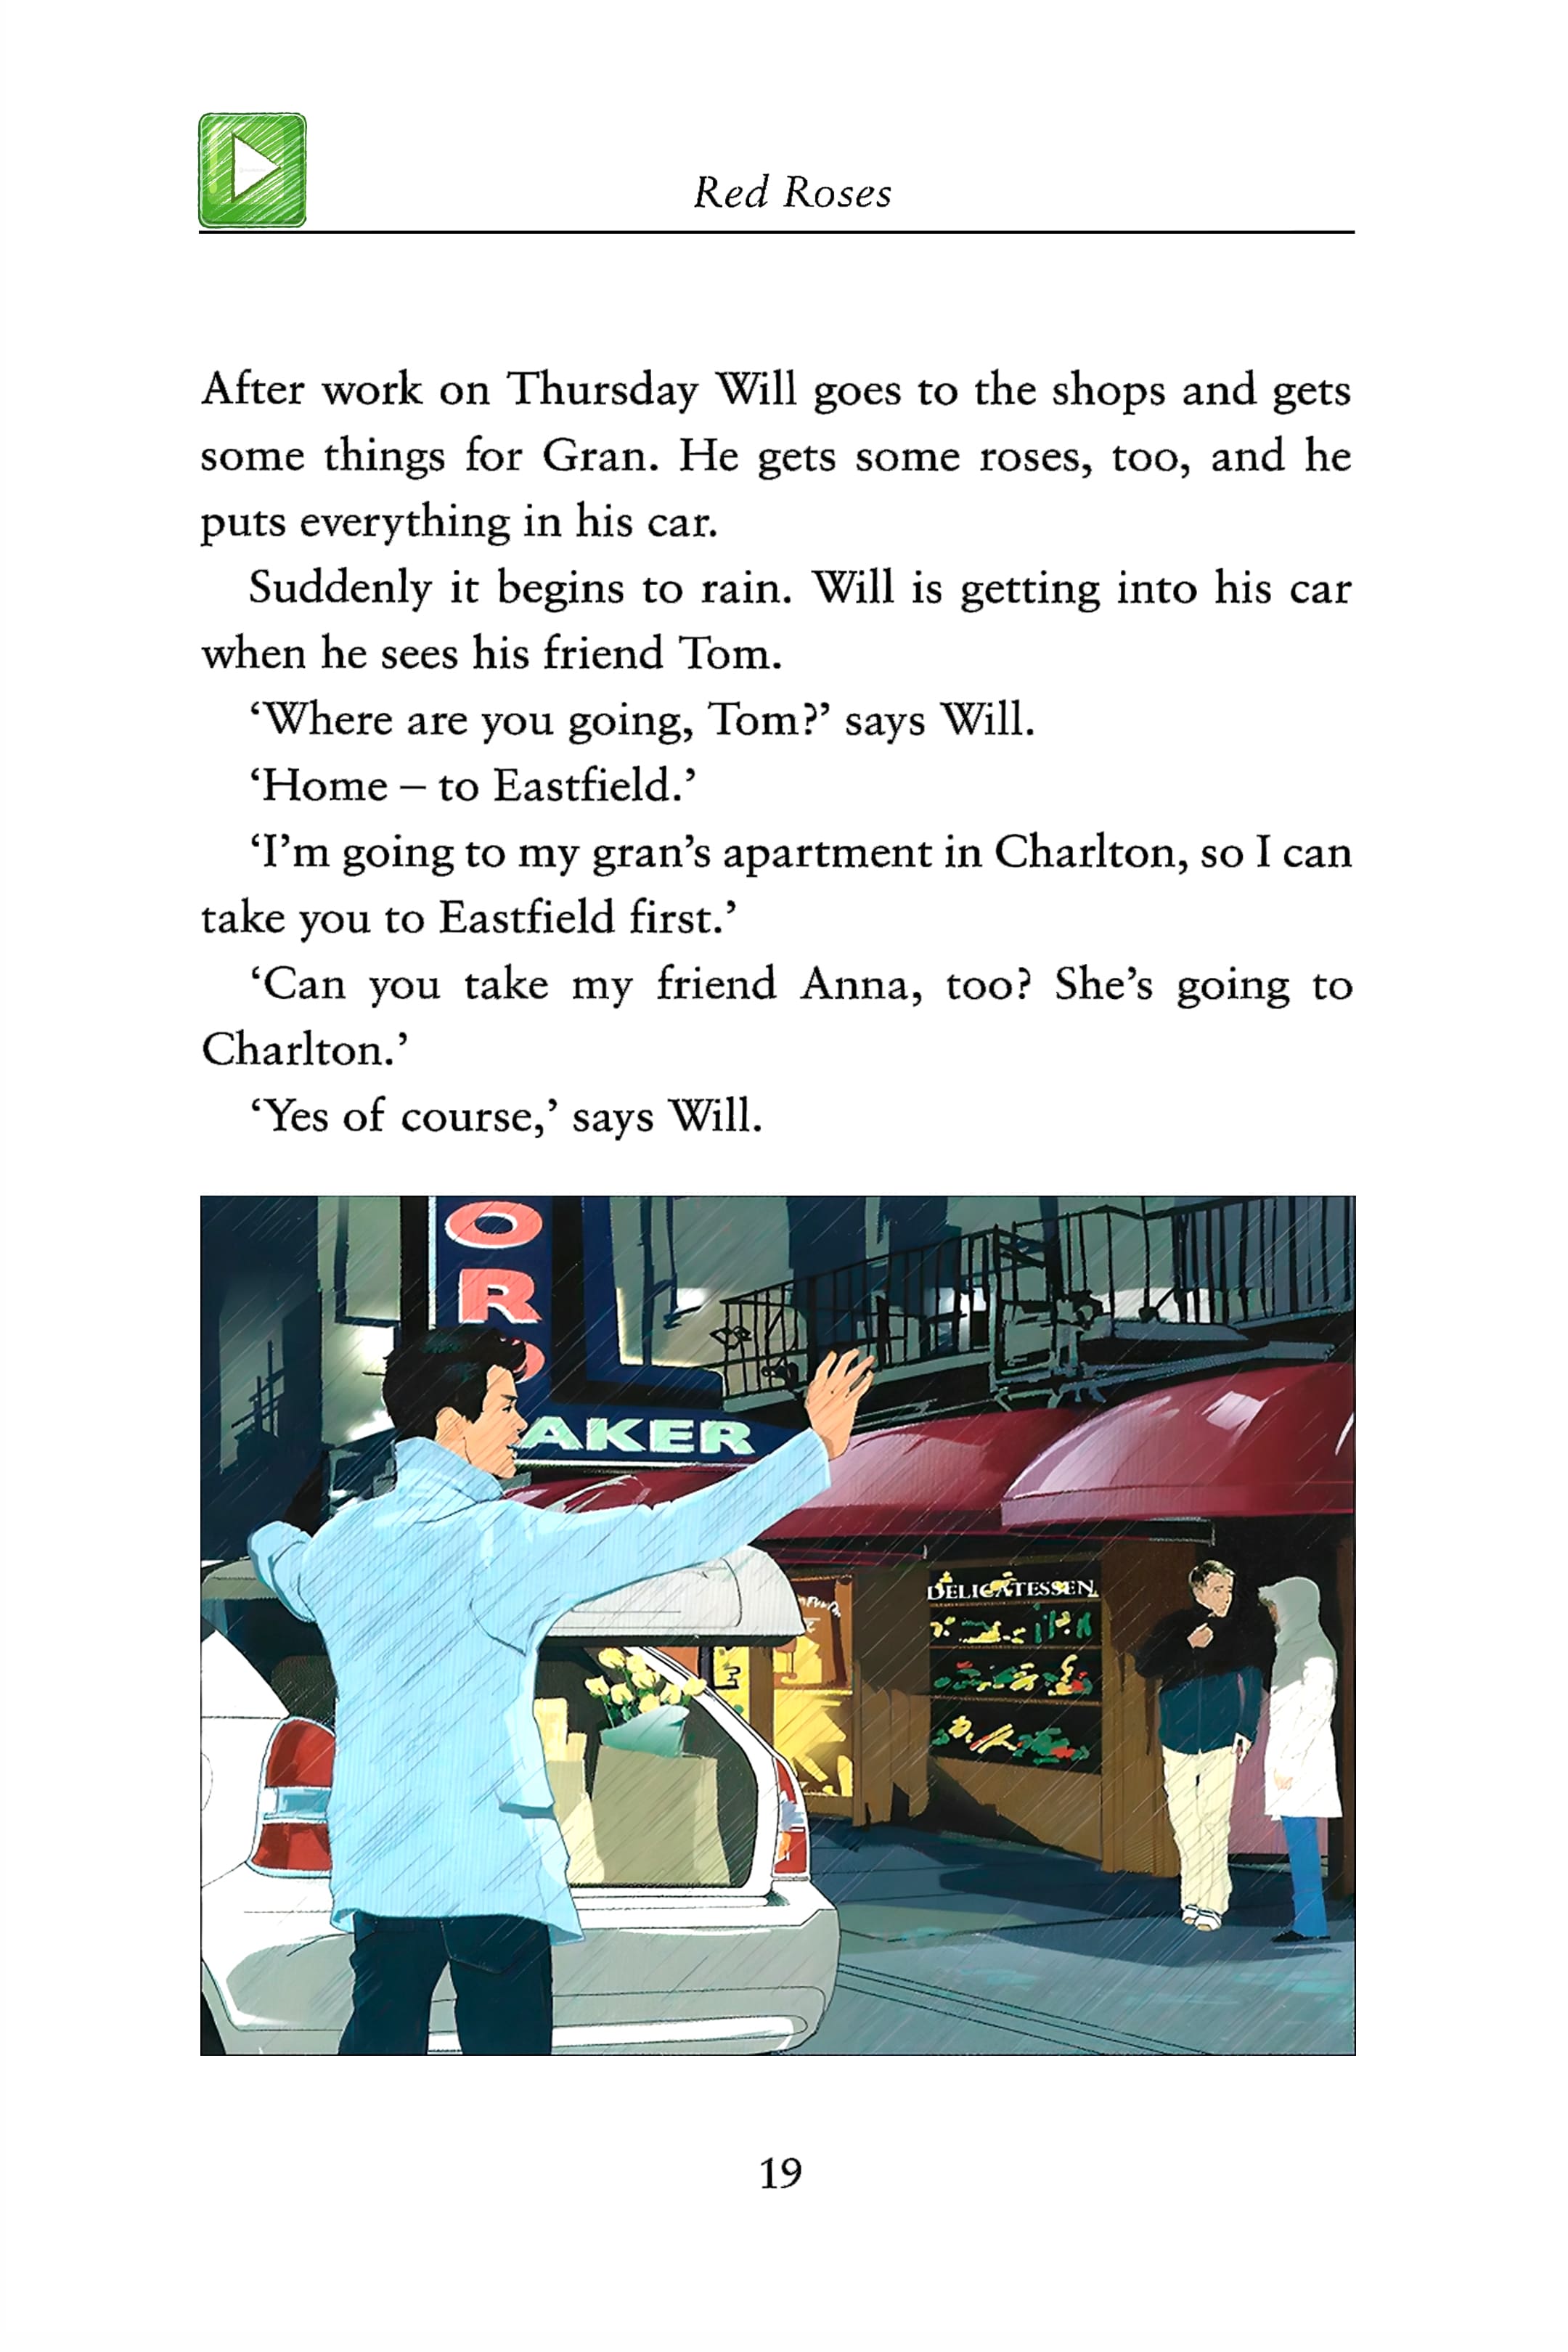 Red Roses
After work on Thursday Will goes to the shops and gets
some things for Gran. He gets some roses, too, and he
puts everything in his car.
Suddenly it begins to rain. Will is getting into his car
when he sees his friend Tom.
‘Where are you going, Tom?’ says Will.
‘Home – to Eastfield.’
‘I’m going to my gran’s apartment in Charlton, so I can
take you to Eastfield first.’
‘Can you take my friend Anna, too? She’s going to
Charlton.’
‘Yes of course,’ says Will.
O
R
AKER
DELICATESSEN
19